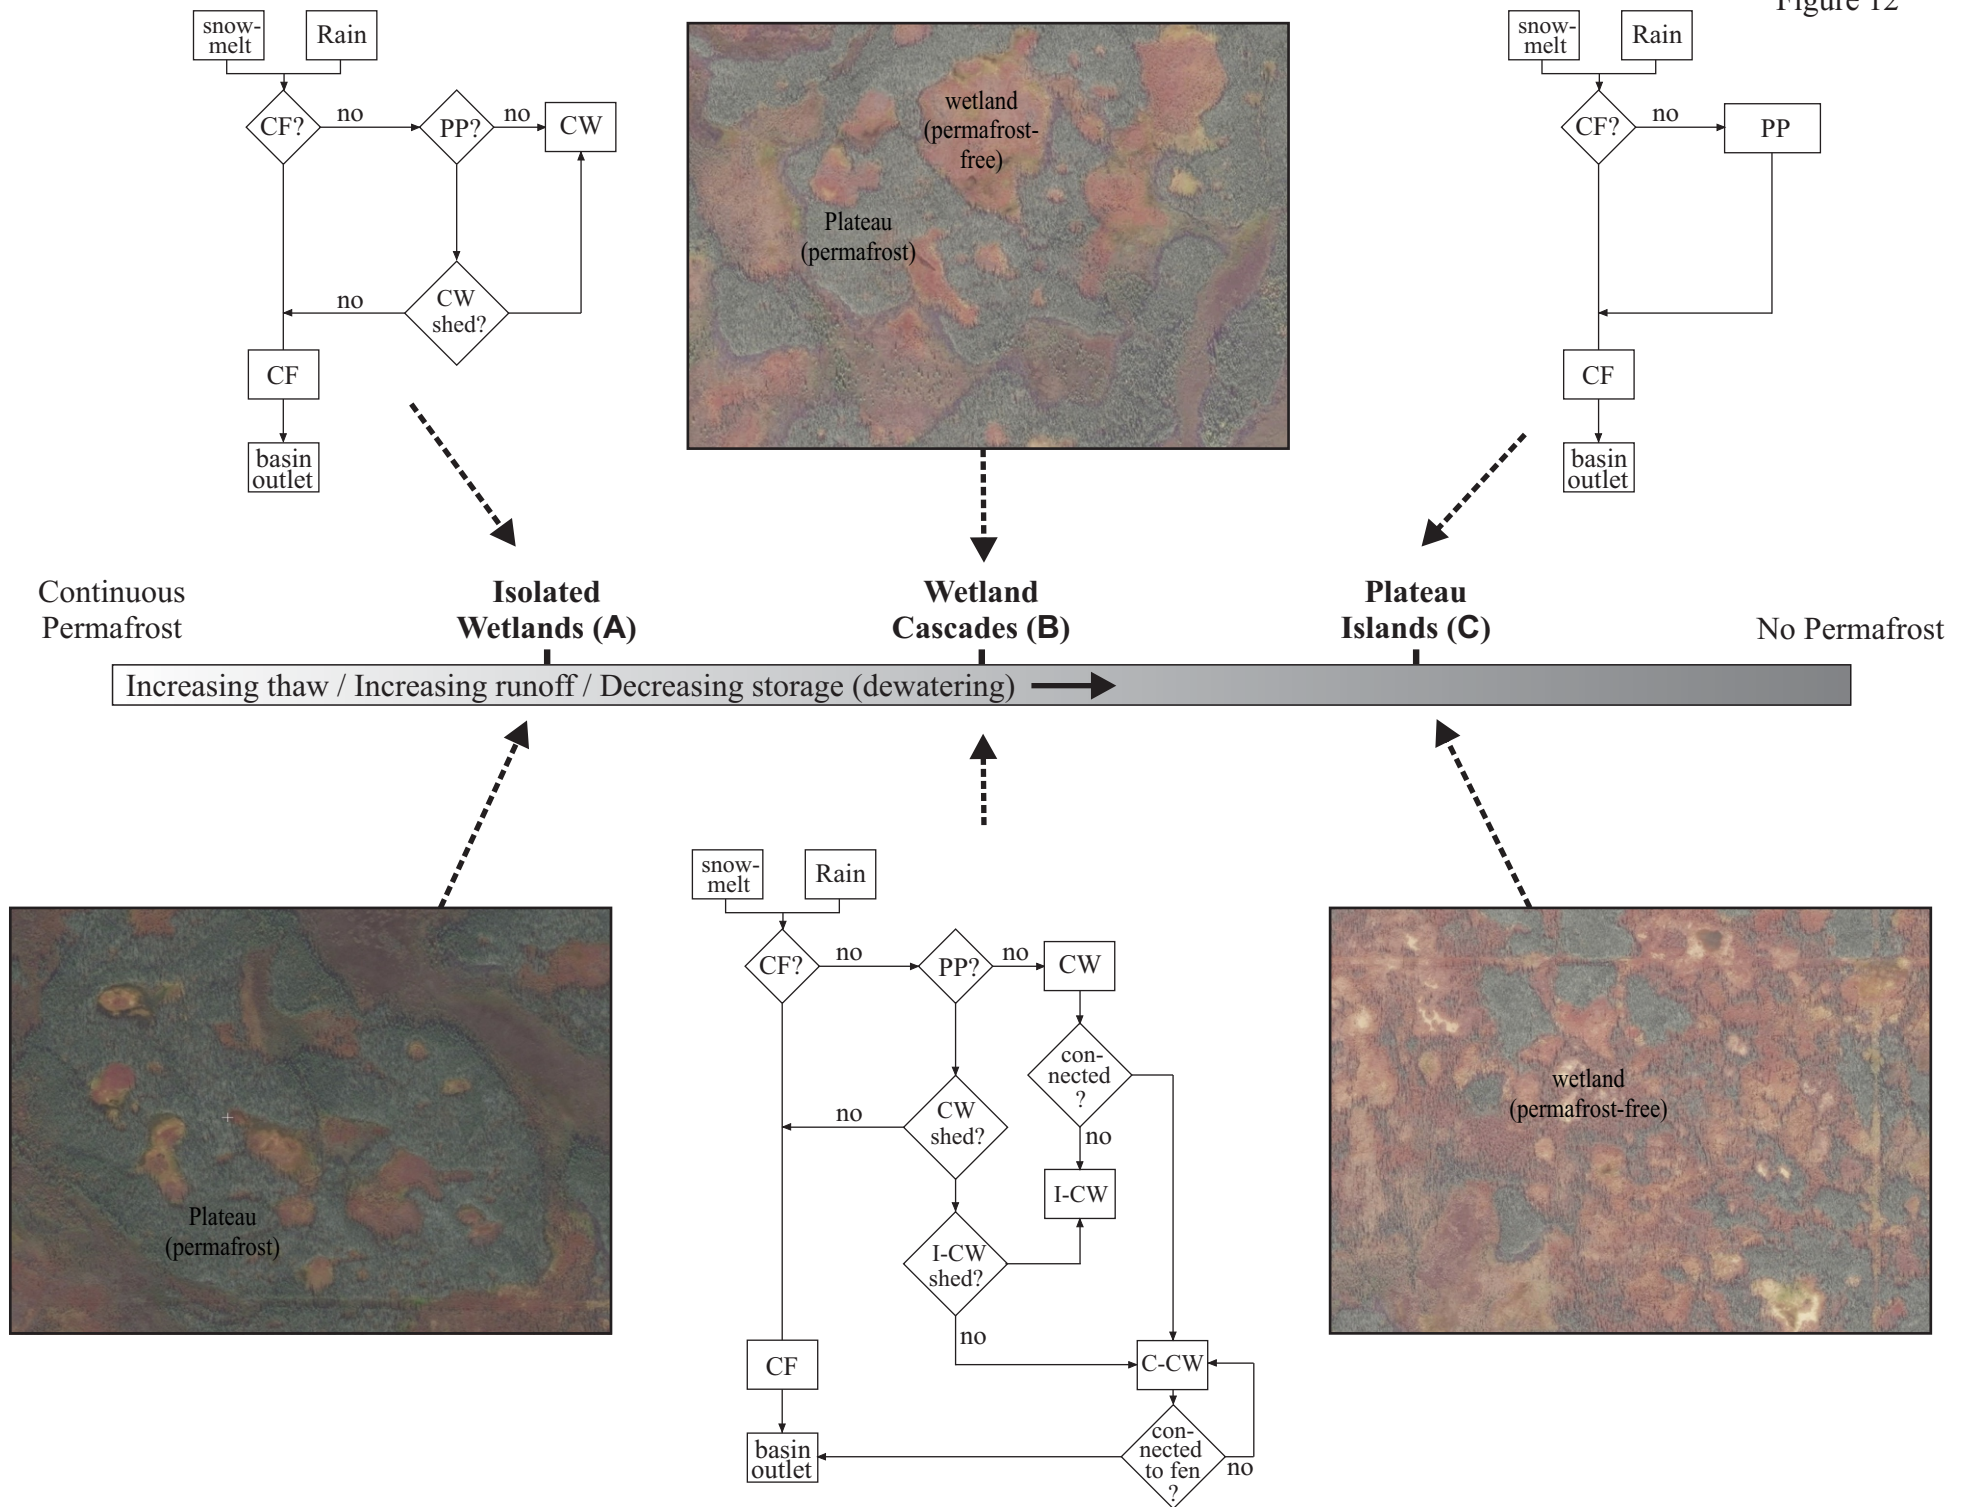 Figure 12
snow-
melt
Rain
CF?
no
PP?
no
CW
no
CW
shed?
CF
basin
outlet
wetland
(permafrost-
free)
Plateau
(permafrost)
snow-
melt
Rain
CF?
no
PP
CF
basin
outlet
Continuous
Permafrost
Isolated
Wetlands (A)
Wetland
Cascades (B)
Plateau
Islands (C)
No Permafrost
Increasing thaw / Increasing runoff / Decreasing storage (dewatering)
Plateau
(permafrost)
snow-
melt
Rain
CF?
no
PP?
no
CW
con-
nected
?
no
CW
shed?
no
I-CW
I-CW
shed?
no
CF
C-CW
basin
outlet
con-
nected
to fen
?
no
wetland
(permafrost-free)